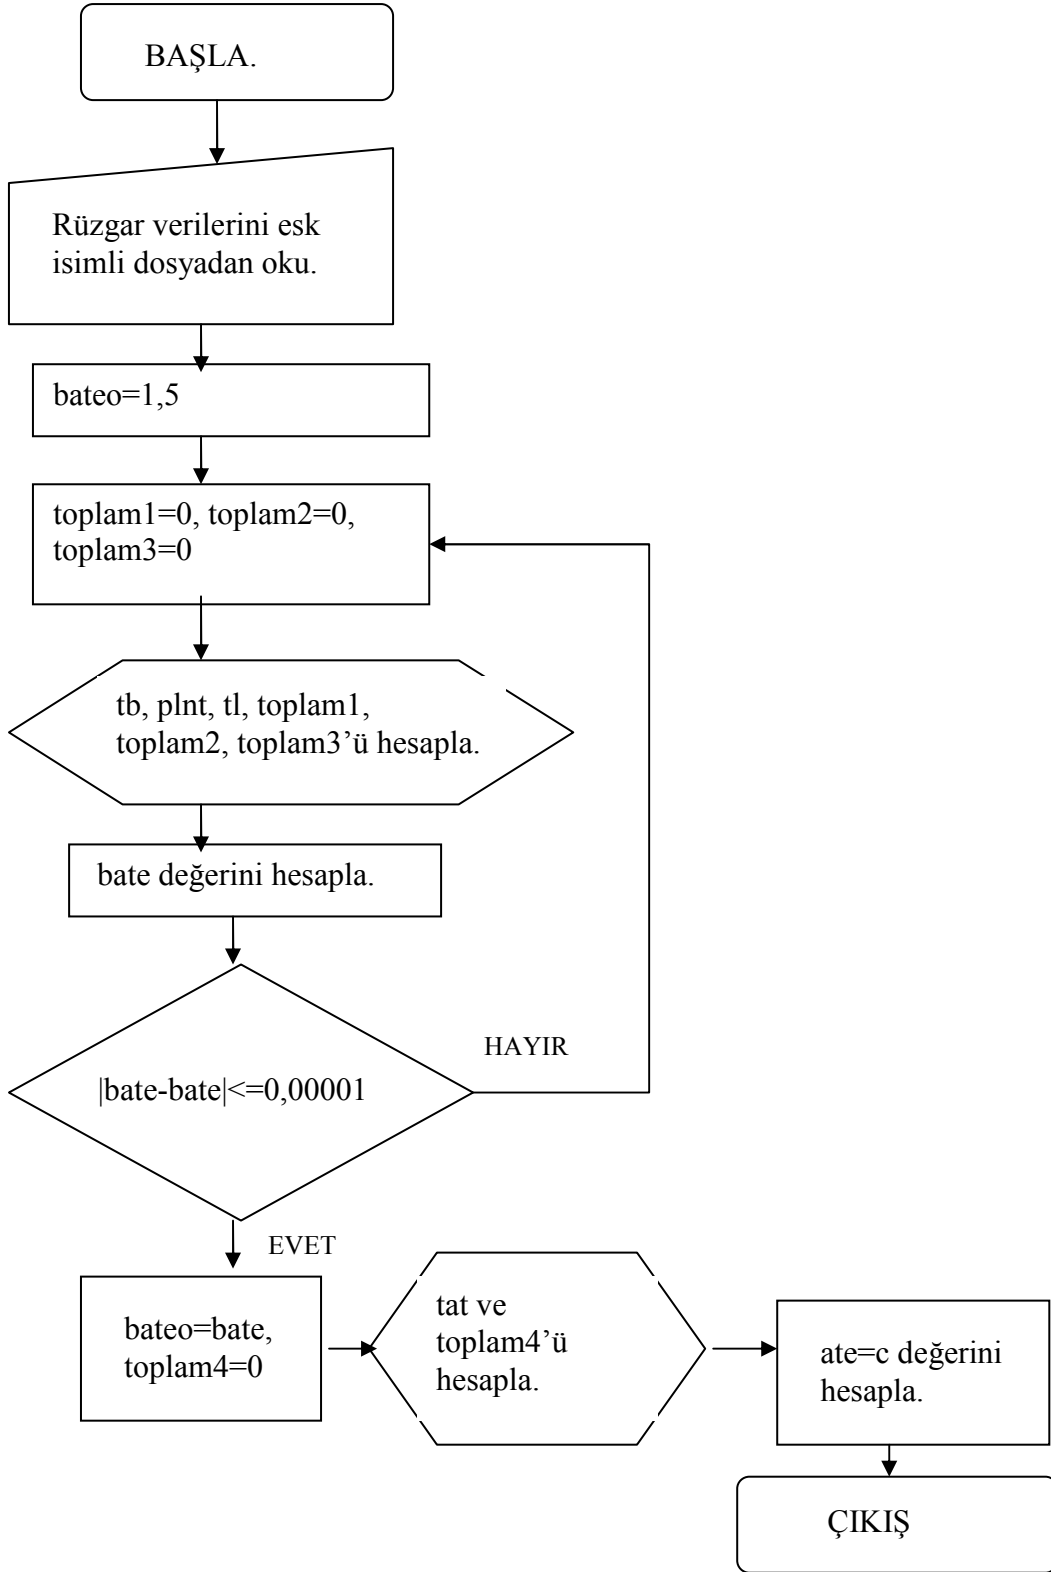 BAŞLA.
Rüzgar verilerini esk
isimli dosyadan oku.
bateo=1,5
toplam1=0, toplam2=0,
toplam3=0
tb, plnt, tl, toplam1,
toplam2, toplam3’ü hesapla.
bate değerini hesapla.
HAYIR
|bate-bate|<=0,00001
EVET
bateo=bate,
toplam4=0
tat ve
toplam4’ü
hesapla.
ate=c değerini
hesapla.
ÇIKIŞ